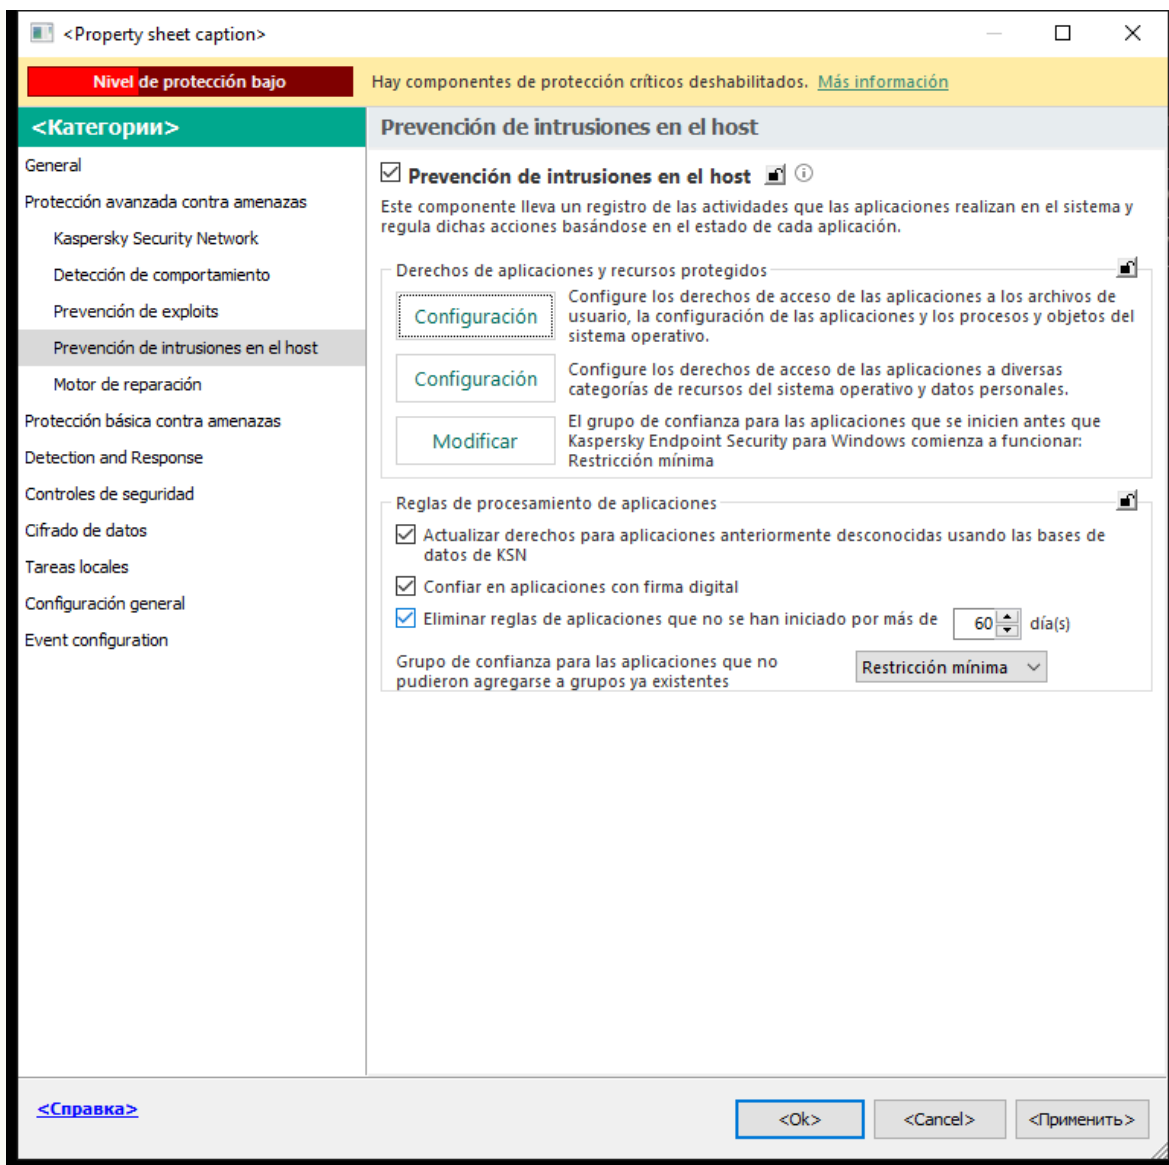 <Property sheet caption>
Nivel de protección bajo
Hay componentes de protección críticos deshabilitados. Más información
<Категории>
General
Protección avanzada contra amenazas
Kaspersky Security Network
Detección de comportamiento
Prevención de exploits
Prevención de intrusiones en el host
Motor de reparación
Protección básica contra amenazas
Detection and Response
Controles de seguridad
Cifrado de datos
Tareas locales
Configuración general
Event configuration
Prevención de intrusiones en el host
Prevención de intrusiones en el host
Este componente lleva un registro de las actividades que las aplicaciones realizan en el sistema y
regula dichas acciones basándose en el estado de cada aplicación.
Derechos de aplicaciones y recursos protegidos
Configuración
Configure los derechos de acceso de las aplicaciones a los archivos de
usuario, la configuración de las aplicaciones y los procesos y objetos del
sistema operativo.
Configuración
Configure los derechos de acceso de las aplicaciones a diversas
categorías de recursos del sistema operativo y datos personales.
Modificar
El grupo de confianza para las aplicaciones que se inicien antes que
Kaspersky Endpoint Security para Windows comienza a funcionar:
Restricción mínima
Reglas de procesamiento de aplicaciones
Actualizar derechos para aplicaciones anteriormente desconocidas usando las bases de
datos de KSN
Confiar en aplicaciones con firma digital
Eliminar reglas de aplicaciones que no se han iniciado por más de 60 día(s)
Grupo de confianza para las aplicaciones que no
pudieron agregarse a grupos ya existentes
Restricción mínima
<Справка>
<Ok>
<Cancel>
<Применить>